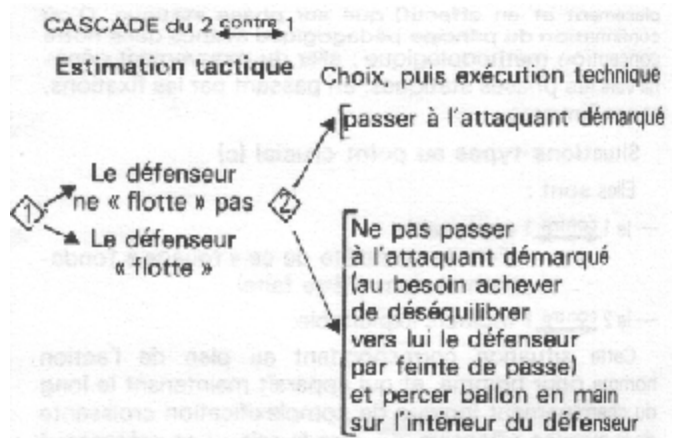 CASCADE du 2 contre 1
Estimation tactique
Choix, puis exécution technique
passer à l'attaquant démarqué
1
Le défenseur
ne « flotte » pas
2
Le défenseur
« flotte »
Ne pas passer
à l'attaquant démarqué
(au besoin achever
de déséquilibrer
vers lui le défenseur
par feinte de passe)
et percer ballon en main
sur l'intérieur du défenseur